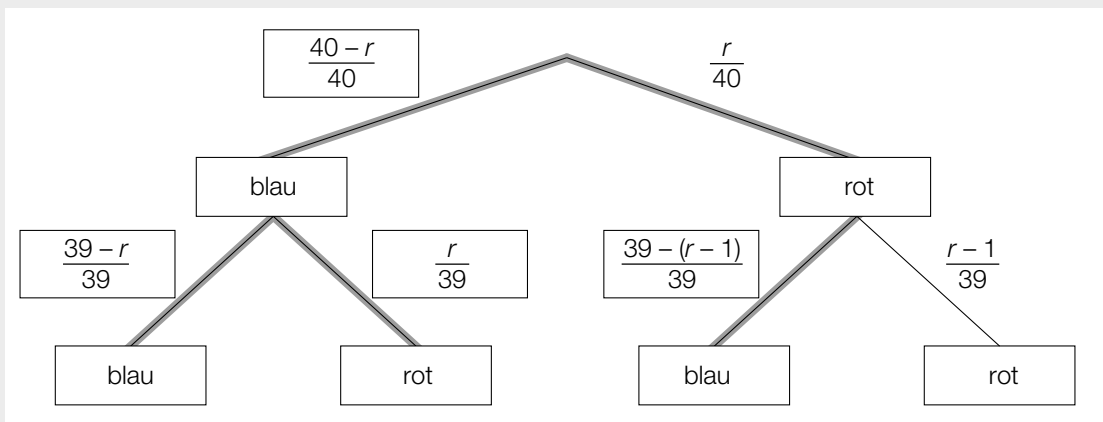 40 – r
40
r
40
blau
rot
39 – r
39
r
39
39 – (r – 1)
39
r – 1
39
blau
rot
blau
rot